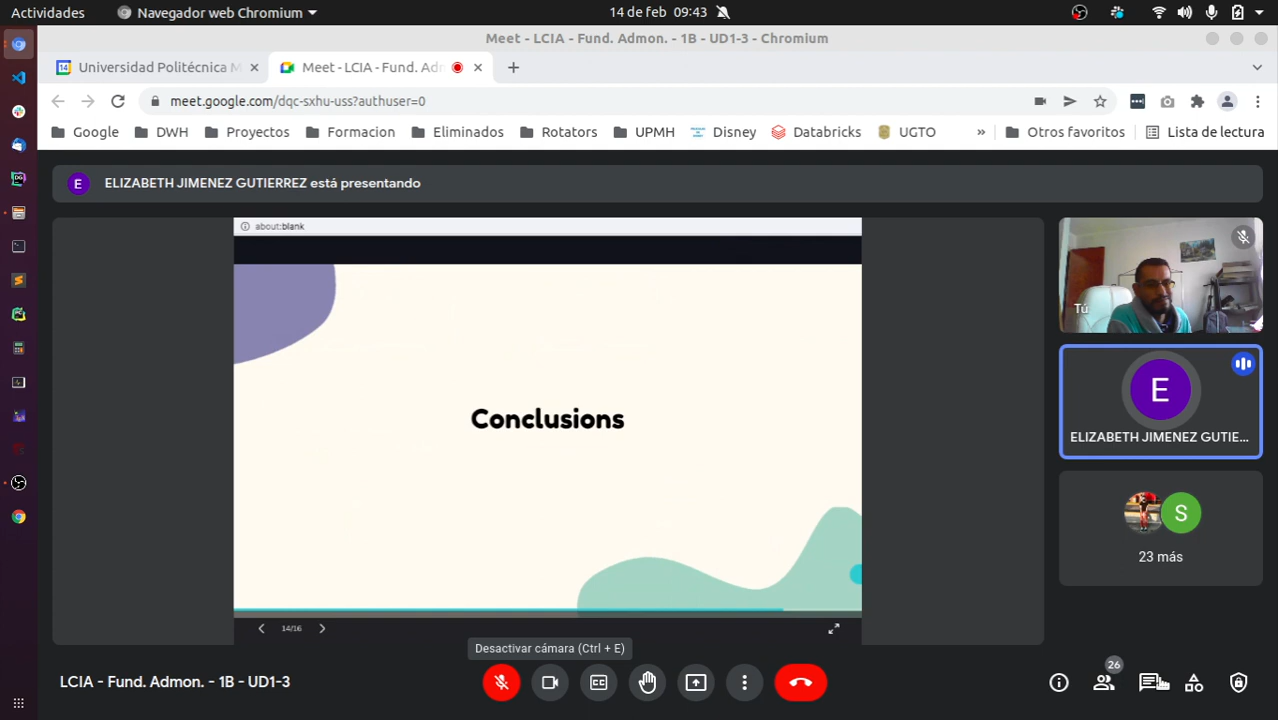 Actividades
Navegador web Chromium
14 de feb 09:43
Meet - LCIA - Fund. Admon. - 1B - UD1-3 - Chromium
14
Universidad Politécnica M
Meet - LCIA - Fund. Adm
meet.google.com/dqc-sxhu-uss?authuser=0
Google
DWH
Proyectos
Formacion
Eliminados
Rotators
UPMH
Disney
Databricks
UGTO
»
Otros favoritos
Lista de lectura
E
ELIZABETH JIMENEZ GUTIERREZ está presentando
about:blank
Conclusions
14/16
Tú
E
ELIZABETH JIMENEZ GUTIE...
S
23 más
Desactivar cámara (Ctrl + E)
LCIA - Fund. Admon. - 1B - UD1-3
26